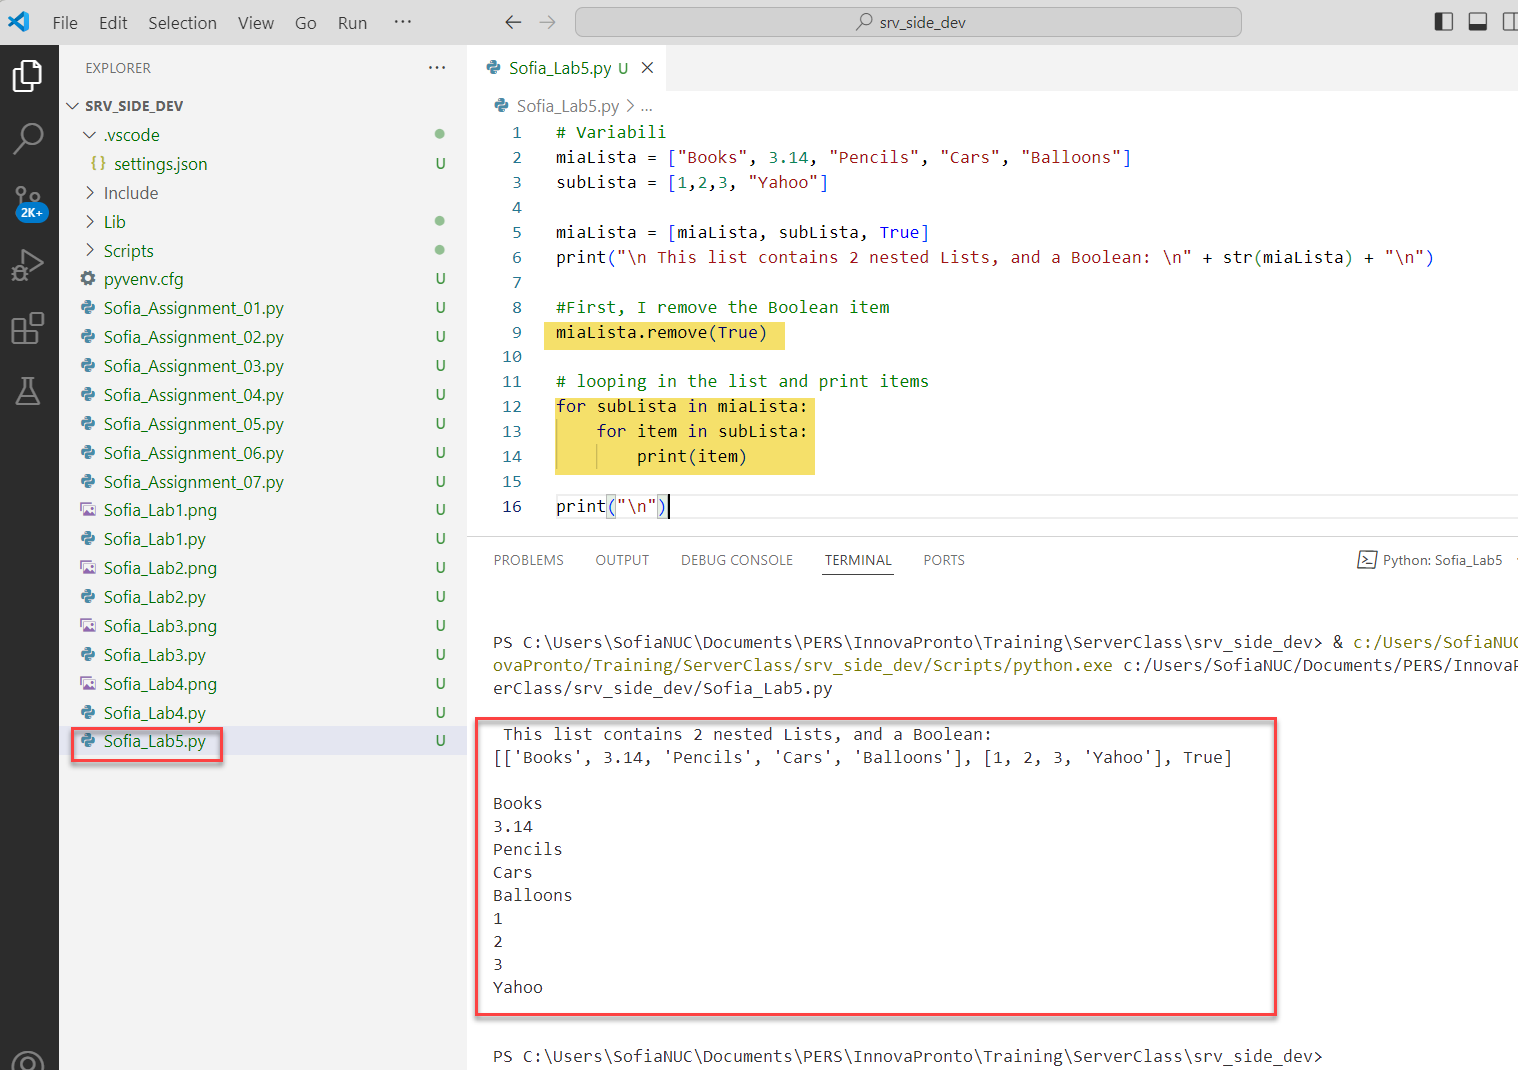 File Edit Selection View Go Run ··· srv_side_dev
EXPLORER ···
SRV_SIDE_DEV
.vscode
{} settings.json U
Include
Lib
Scripts
pyvenv.cfg U
Sofia_Assignment_01.py U
Sofia_Assignment_02.py U
Sofia_Assignment_03.py U
Sofia_Assignment_04.py U
Sofia_Assignment_05.py U
Sofia_Assignment_06.py U
Sofia_Assignment_07.py U
Sofia_Lab1.png U
Sofia_Lab1.py U
Sofia_Lab2.png U
Sofia_Lab2.py U
Sofia_Lab3.png U
Sofia_Lab3.py U
Sofia_Lab4.png U
Sofia_Lab4.py U
Sofia_Lab5.py U
2K+
Sofia_Lab5.py U
Sofia_Lab5.py > ...
1 # Variabili
2 miaLista = ["Books", 3.14, "Pencils", "Cars", "Balloons"]
3 subLista = [1,2,3, "Yahoo"]
4
5 miaLista = [miaLista, subLista, True]
6 print("\n This list contains 2 nested Lists, and a Boolean: \n" + str(miaLista) + "\n")
7
8 #First, I remove the Boolean item
9 miaLista.remove(True)
10
11 # looping in the list and print items
12 for subLista in miaLista:
13 for item in subLista:
14 print(item)
15
16 print("\n")
PROBLEMS OUTPUT DEBUG CONSOLE TERMINAL PORTS Python: Sofia_Lab5
PS C:\Users\SofiaNUC\Documents\PERS\InnovaPronto\Training\ServerClass\srv_side_dev> & c:/Users/SofiaNUC
ovaPronto/Training/ServerClass/srv_side_dev/Scripts/python.exe c:/Users/SofiaNUC/Documents/PERS/InnovaP
erClass/srv_side_dev/Sofia_Lab5.py
This list contains 2 nested Lists, and a Boolean:
[['Books', 3.14, 'Pencils', 'Cars', 'Balloons'], [1, 2, 3, 'Yahoo'], True]
Books
3.14
Pencils
Cars
Balloons
1
2
3
Yahoo
PS C:\Users\SofiaNUC\Documents\PERS\InnovaPronto\Training\ServerClass\srv_side_dev>